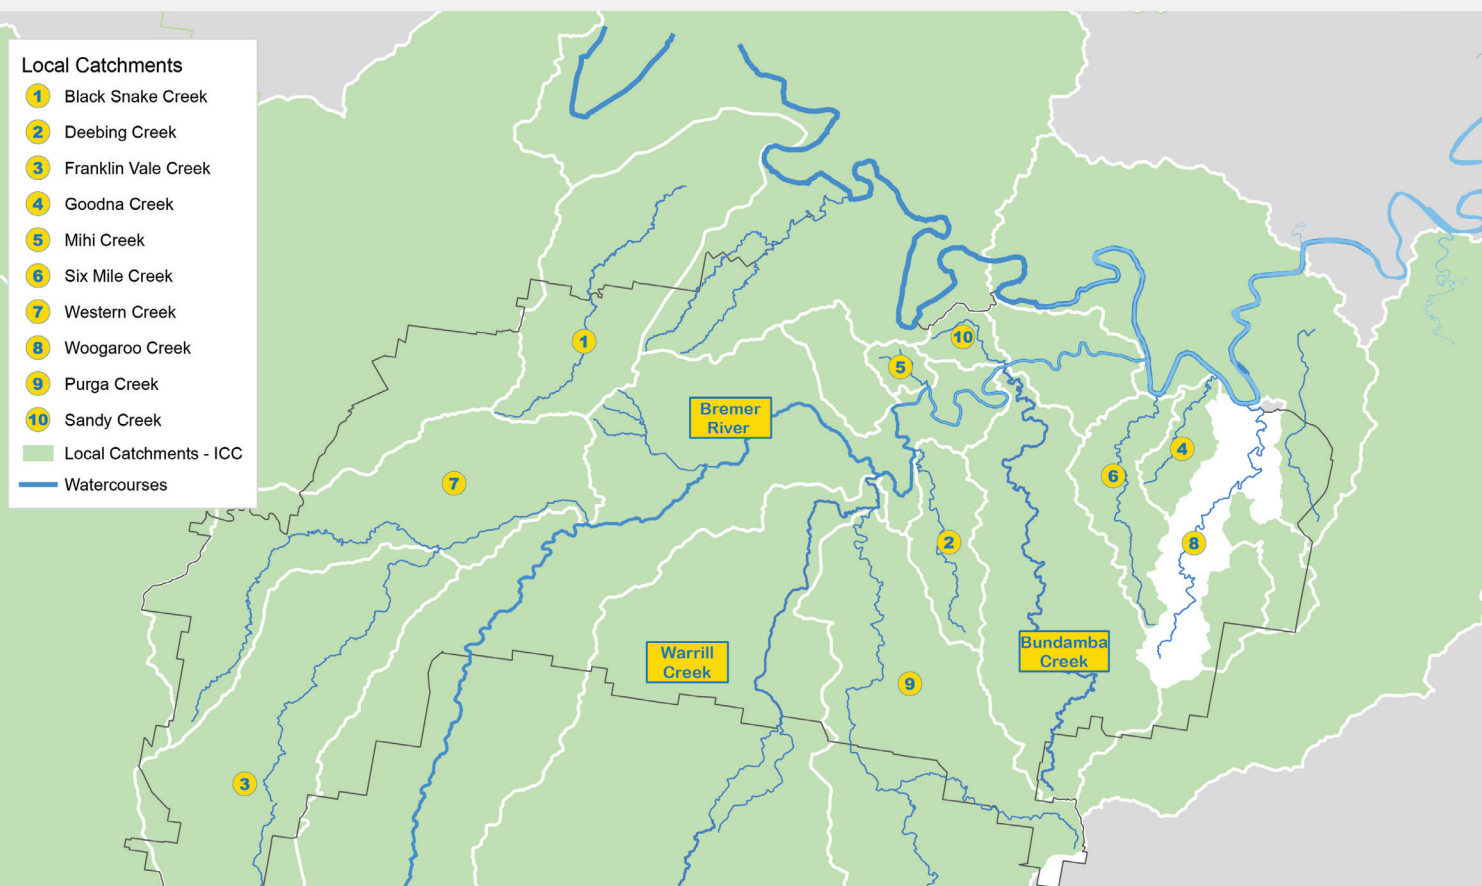 Local Catchments
1 Black Snake Creek
2 Deebing Creek
3 Franklin Vale Creek
4 Goodna Creek
5 Mihi Creek
6 Six Mile Creek
7 Western Creek
8 Woogaroo Creek
9 Purga Creek
10 Sandy Creek
Local Catchments - ICC
Watercourses
1
10
5
Bremer
River
4
6
7
2
8
Bundamba
Creek
Warrill
Creek
9
3